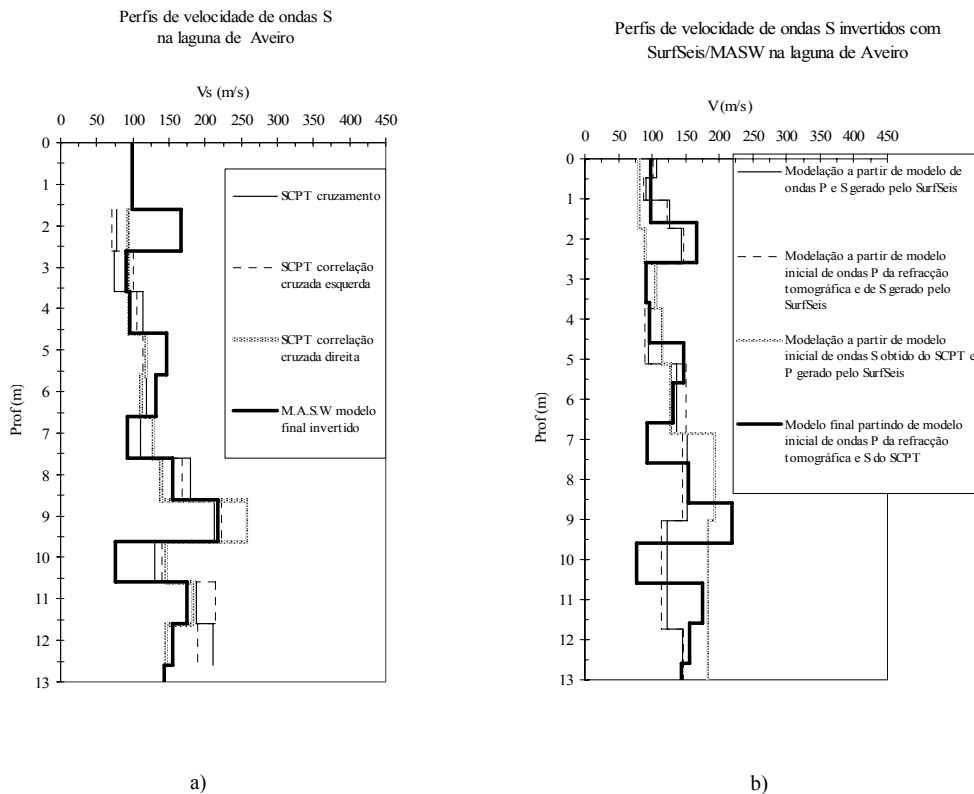 Perfis de velocidade de ondas S
na laguna de Aveiro
Vs (m/s)
0 50 100 150 200 250 300 350 400 450
Prof (m)
0
1
2
3
4
5
6
7
8
9
10
11
12
13
SCPT cruzamento
SCPT correlação
cruzada esquerda
SCPT correlação
cruzada direita
M.A.S.W modelo
final invertido
a)
Perfis de velocidade de ondas S invertidos com
SurfSeis/MASW na laguna de Aveiro
V (m/s)
0 50 100 150 200 250 300 350 400 450
Prof (m)
0
1
2
3
4
5
6
7
8
9
10
11
12
13
Modelação a partir de modelo de
ondas P e S gerado pelo SurfSeis
Modelação a partir de modelo
inicial de ondas P da refracção
tomográfica e de S gerado pelo
SurfSeis
Modelação a partir de modelo
inicial de ondas S obtido do SCPT e
P gerado pelo SurfSeis
Modelo final partindo de modelo
inicial de ondas P da refracção
tomográfica e S do SCPT
b)